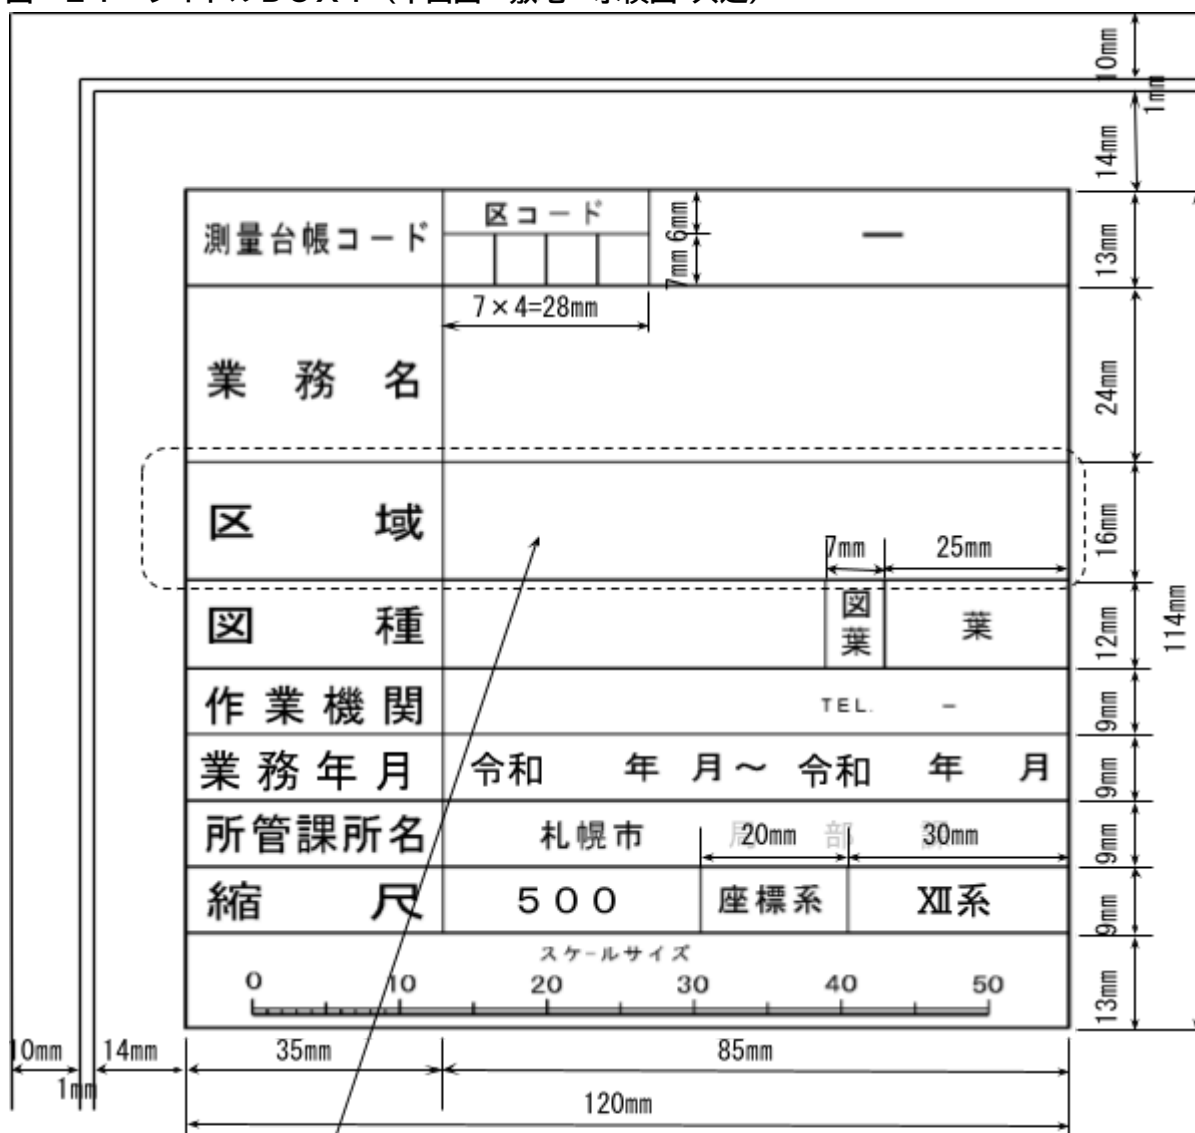 10mm
1mm
14mm
測量台帳コード 区コード 6mm 7mm ー 13mm
7×4=28mm
業務名 24mm
区域 16mm
7mm 25mm
図種 図葉 葉 12mm
114mm
作業機関 TEL. - 9mm
業務年月 令和 年 月～ 令和 年 月 9mm
所管課所名 札幌市 局 部 課 20mm 30mm 9mm
縮尺 500 座標系 Ⅻ系 9mm
スケールサイズ
0 10 20 30 40 50 13mm
10mm 1mm 14mm 35mm 85mm
120mm